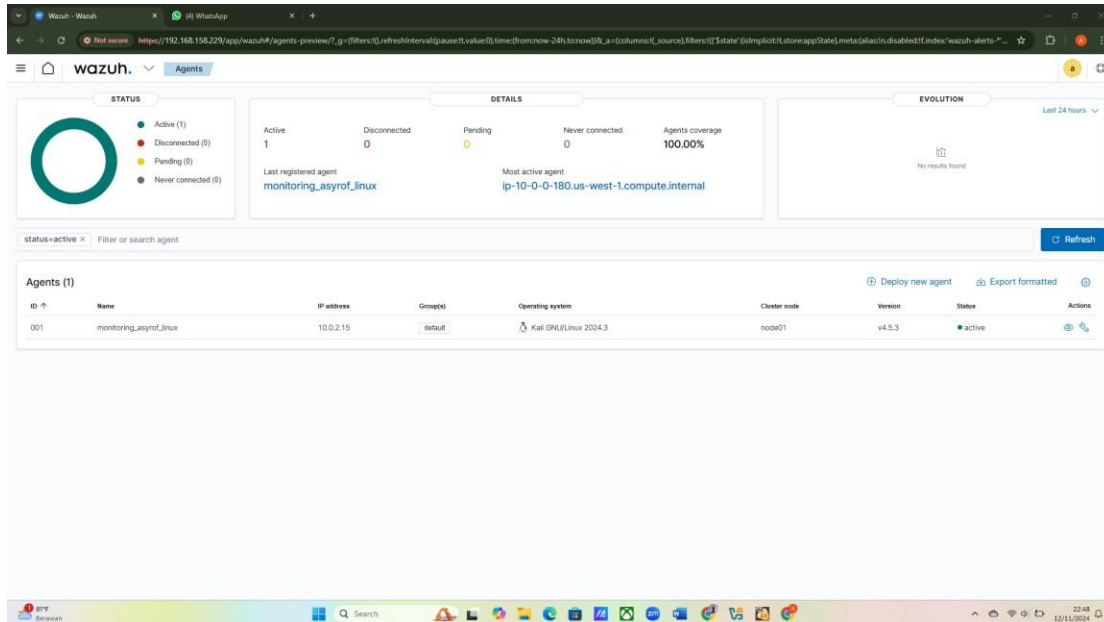 Wazuh - Wazuh
(4) WhatsApp
Not secure https://192.168.158.229/app/wazuh#/agents-preview/?_g=(filters:!(),refreshInterval:(pause:!t,value:0),time:(from:now-24h,to:now))&_a=(columns:!(_source),filters:!(('$state':(isImplicit:!t,store:appState),meta:(alias:!n,disabled:!f,index:'wazuh-alerts-*'...
wazuh. Agents a
STATUS
Active (1)
Disconnected (0)
Pending (0)
Never connected (0)
DETAILS
Active Disconnected Pending Never connected Agents coverage
1 0 0 0 100.00%
Last registered agent Most active agent
monitoring_asyrof_linux ip-10-0-0-180.us-west-1.compute.internal
EVOLUTION
Last 24 hours
No results found
status=active × Filter or search agent Refresh
Agents (1) Deploy new agent Export formatted
ID Name IP address Group(s) Operating system Cluster node Version Status Actions
001 monitoring_asyrof_linux 10.0.2.15 default Kali GNU/Linux 2024.3 node01 v4.5.3 active
81°F
Berawan
Search
zm
22:48
12/11/2024